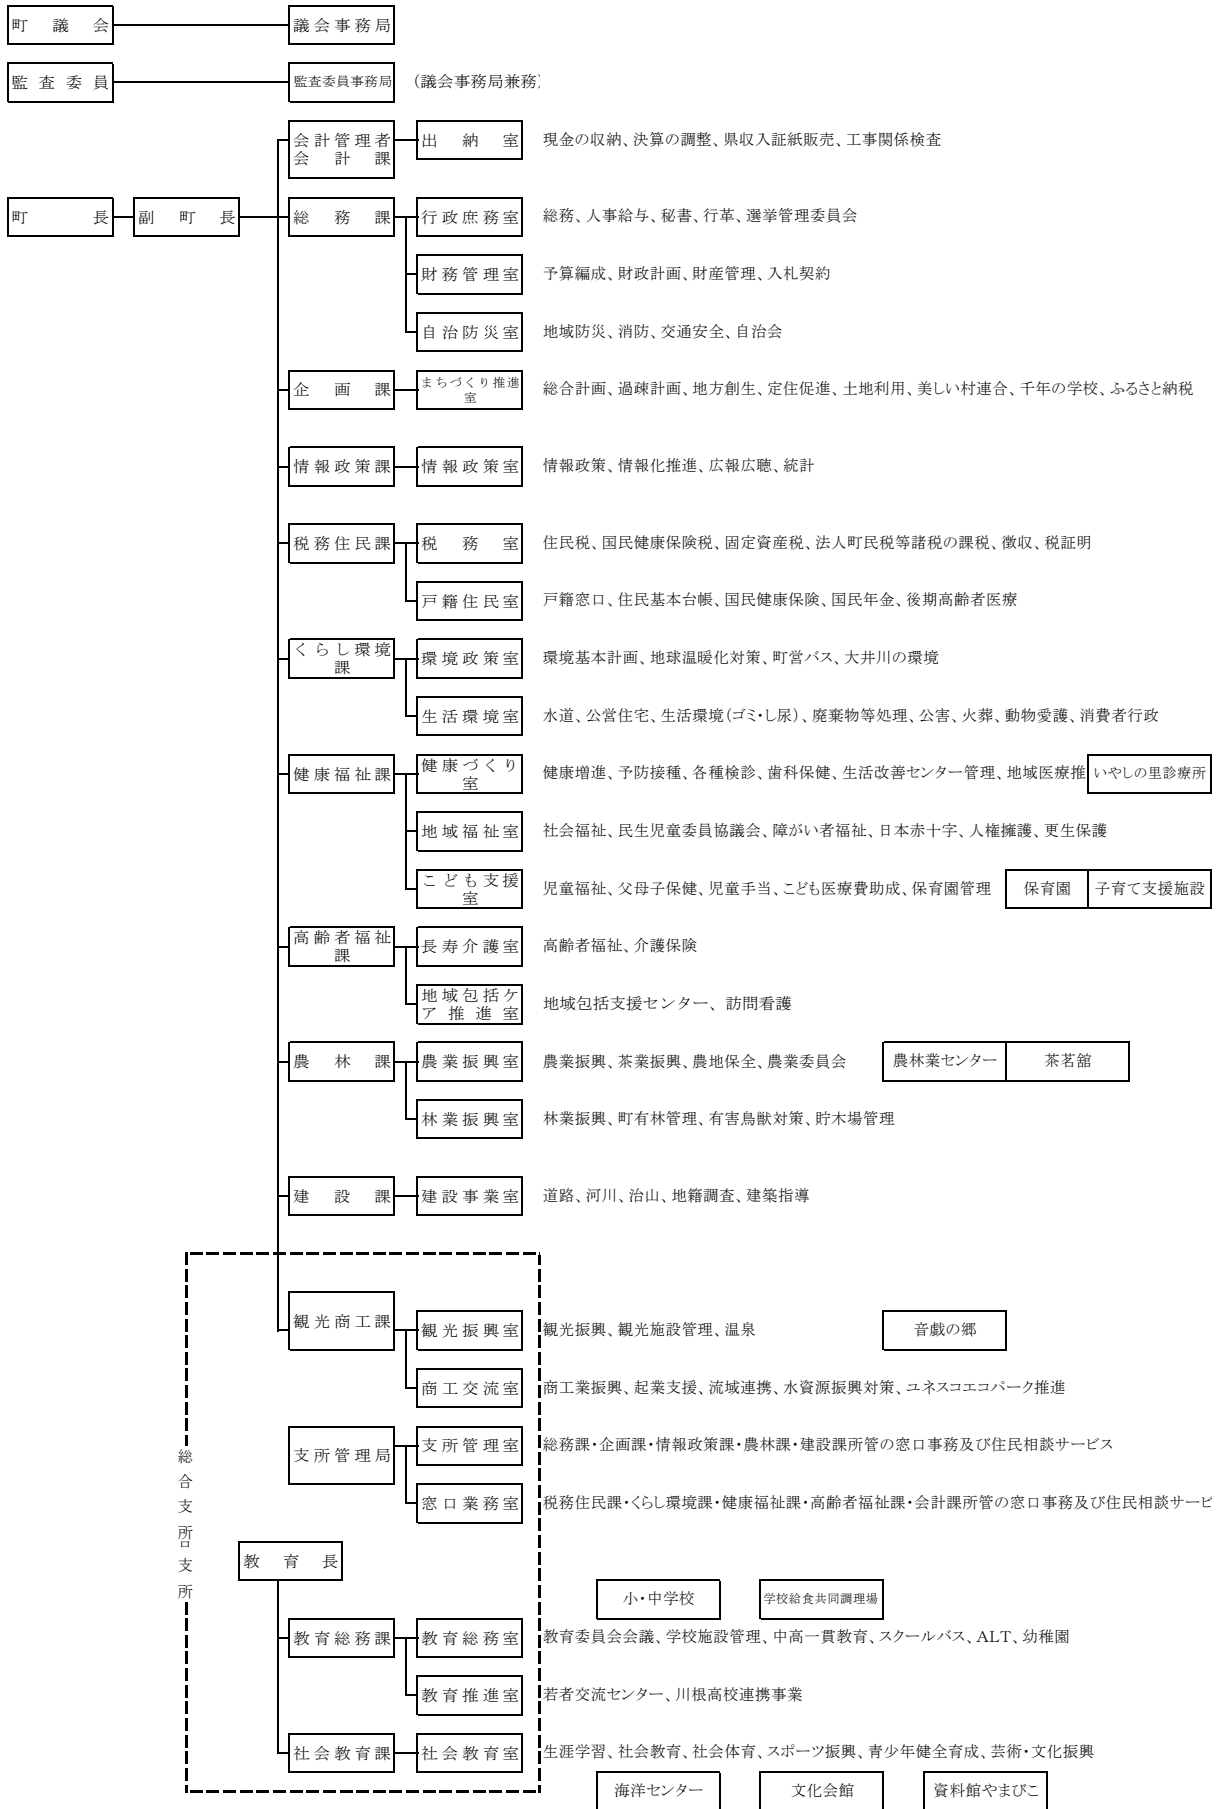 町議会 議会事務局
監査委員 監査委員事務局 (議会事務局兼務)
会計管理者 出納室 現金の収納、決算の調整、県収入証紙販売、工事関係検査
会計課
町長 副町長 総務課 行政庶務室 総務、人事給与、秘書、行革、選挙管理委員会
財務管理室 予算編成、財政計画、財産管理、入札契約
自治防災室 地域防災、消防、交通安全、自治会
企画課 まちづくり推進室 総合計画、過疎計画、地方創生、定住促進、土地利用、美しい村連合、千年の学校、ふるさと納税
情報政策課 情報政策室 情報政策、情報化推進、広報広聴、統計
税務住民課 税務室 住民税、国民健康保険税、固定資産税、法人町民税等諸税の課税、徴収、税証明
戸籍住民室 戸籍窓口、住民基本台帳、国民健康保険、国民年金、後期高齢者医療
くらし環境課 環境政策室 環境基本計画、地球温暖化対策、町営バス、大井川の環境
生活環境室 水道、公営住宅、生活環境(ゴミ・し尿)、廃棄物等処理、公害、火葬、動物愛護、消費者行政
健康福祉課 健康づくり室 健康増進、予防接種、各種検診、歯科保健、生活改善センター管理、地域医療推 いやしの里診療所
地域福祉室 社会福祉、民生児童委員協議会、障がい者福祉、日本赤十字、人権擁護、更生保護
こども支援室 児童福祉、父母子保健、児童手当、こども医療費助成、保育園管理 保育園 子育て支援施設
高齢者福祉課 長寿介護室 高齢者福祉、介護保険
地域包括ケア推進室 地域包括支援センター、訪問看護
農林課 農業振興室 農業振興、茶業振興、農地保全、農業委員会 農林業センター 茶茗舘
林業振興室 林業振興、町有林管理、有害鳥獣対策、貯木場管理
建設課 建設事業室 道路、河川、治山、地籍調査、建築指導
観光商工課 観光振興室 観光振興、観光施設管理、温泉 音戯の郷
商工交流室 商工業振興、起業支援、流域連携、水資源振興対策、ユネスコエコパーク推進
支所管理局 支所管理室 総務課・企画課・情報政策課・農林課・建設課所管の窓口事務及び住民相談サービス
窓口業務室 税務住民課・くらし環境課・健康福祉課・高齢者福祉課・会計課所管の窓口事務及び住民相談サービ
総合支所
支所
教育長
小・中学校 学校給食共同調理場
教育総務課 教育総務室 教育委員会会議、学校施設管理、中高一貫教育、スクールバス、ALT、幼稚園
教育推進室 若者交流センター、川根高校連携事業
社会教育課 社会教育室 生涯学習、社会教育、社会体育、スポーツ振興、青少年健全育成、芸術・文化振興
海洋センター 文化会館 資料館やまびこ